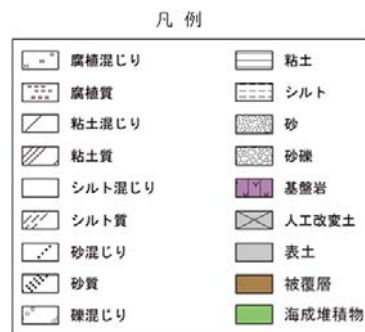 凡 例
腐植混じり
腐植質
粘土混じり
粘土質
シルト混じり
シルト質
砂混じり
砂質
礫混じり
粘土
シルト
砂
砂礫
基盤岩
人工改変土
表土
被覆層
海成堆積物